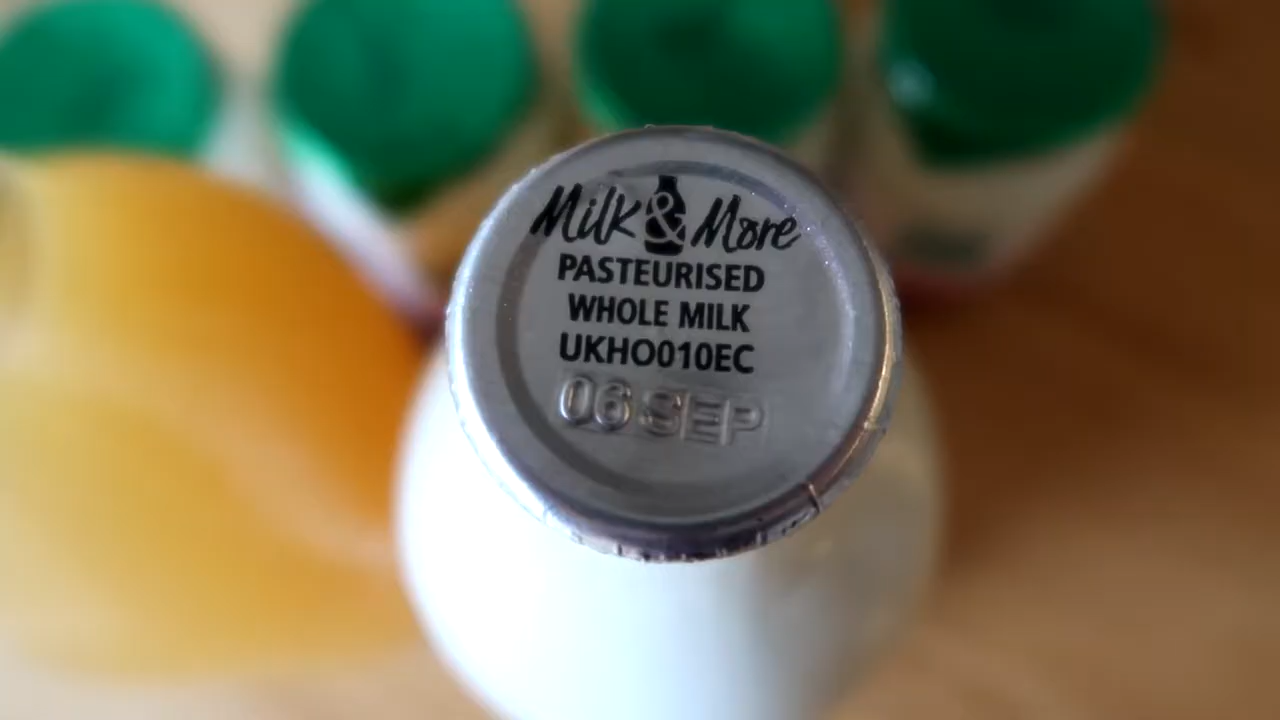 Milk & More
PASTEURISED
WHOLE MILK
UKHO010EC
06 SEP